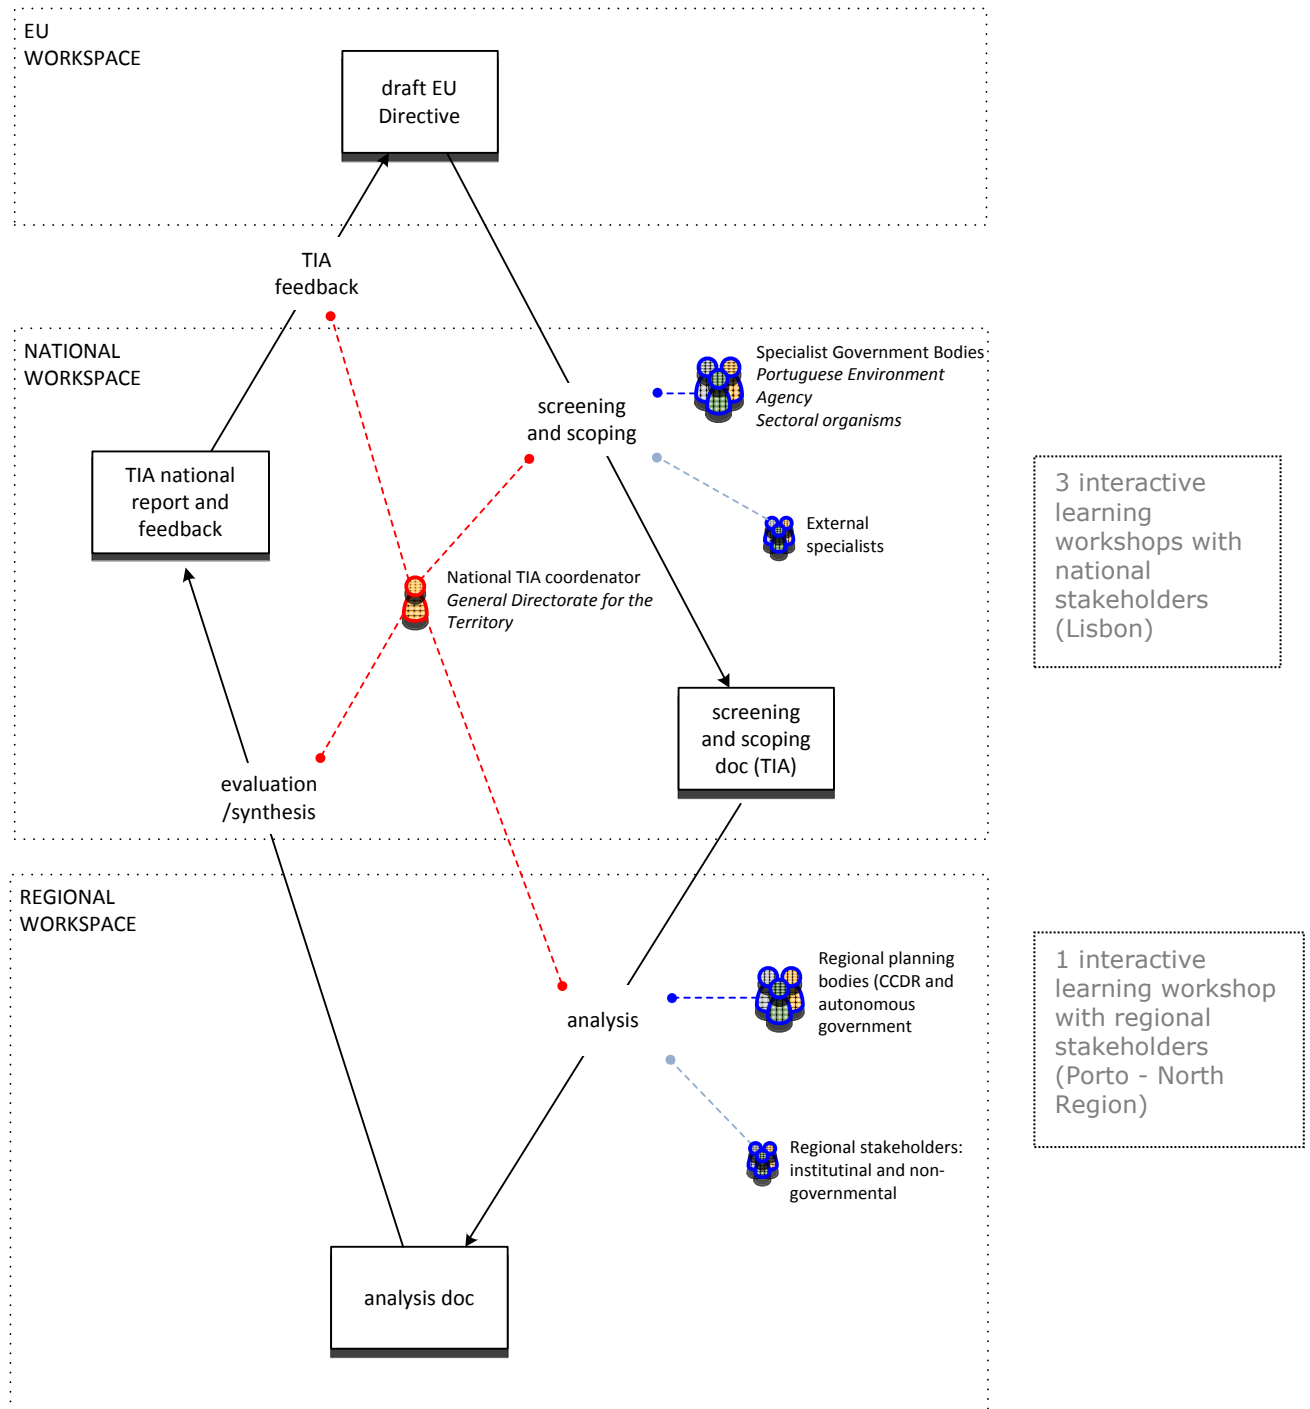 EU
WORKSPACE
draft EU
Directive
TIA
feedback
NATIONAL
WORKSPACE
Specialist Government Bodies
Portuguese Environment
Agency
Sectoral organisms
screening
and scoping
TIA national
report and
feedback
External
specialists
National TIA coordenator
General Directorate for the
Territory
screening
and scoping
doc (TIA)
evaluation
/synthesis
3 interactive
learning
workshops with
national
stakeholders
(Lisbon)
REGIONAL
WORKSPACE
Regional planning
bodies (CCDR and
autonomous
government
analysis
Regional stakeholders:
institutinal and non-
governmental
analysis doc
1 interactive
learning workshop
with regional
stakeholders
(Porto - North
Region)